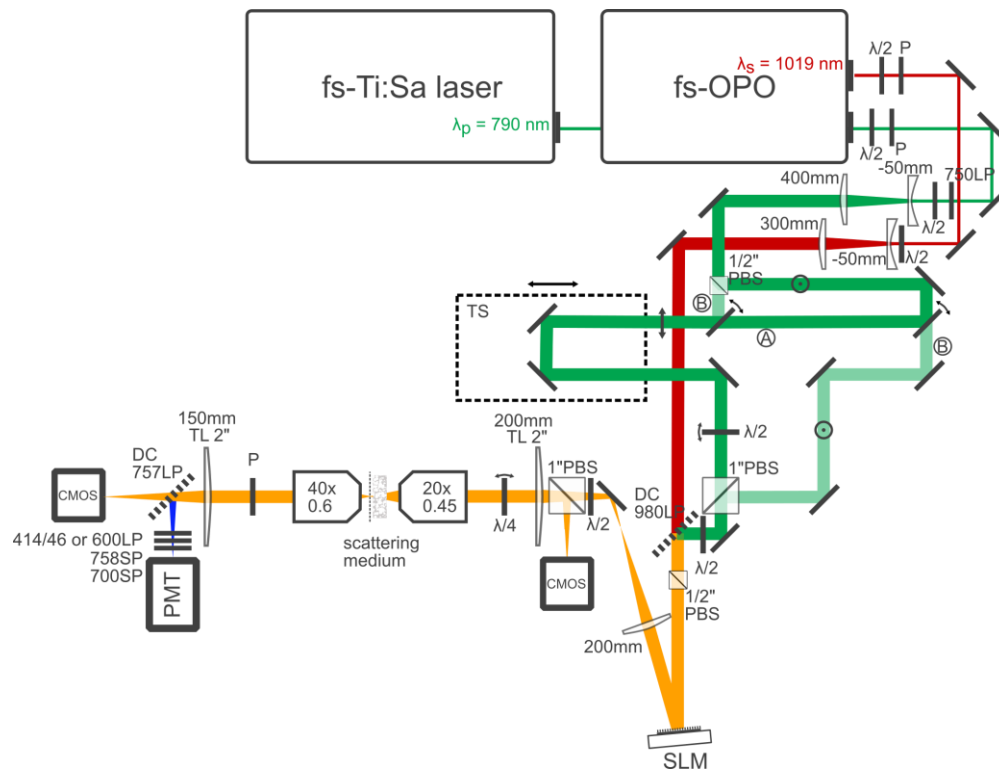 fs-Ti:Sa laser
λp = 790 nm
fs-OPO
λs = 1019 nm
λ/2
P
λ/2
P
-50mm
750LP
400mm
λ/2
300mm
-50mm
λ/2
1/2"
PBS
TS
B
A
B
λ/2
1"PBS
150mm
TL 2"
200mm
TL 2"
DC
757LP
P
CMOS
40x
0.6
20x
0.45
λ/4
1"PBS
λ/2
DC
980LP
λ/2
scattering
medium
414/46 or 600LP
758SP
700SP
PMT
CMOS
1/2"
PBS
200mm
SLM